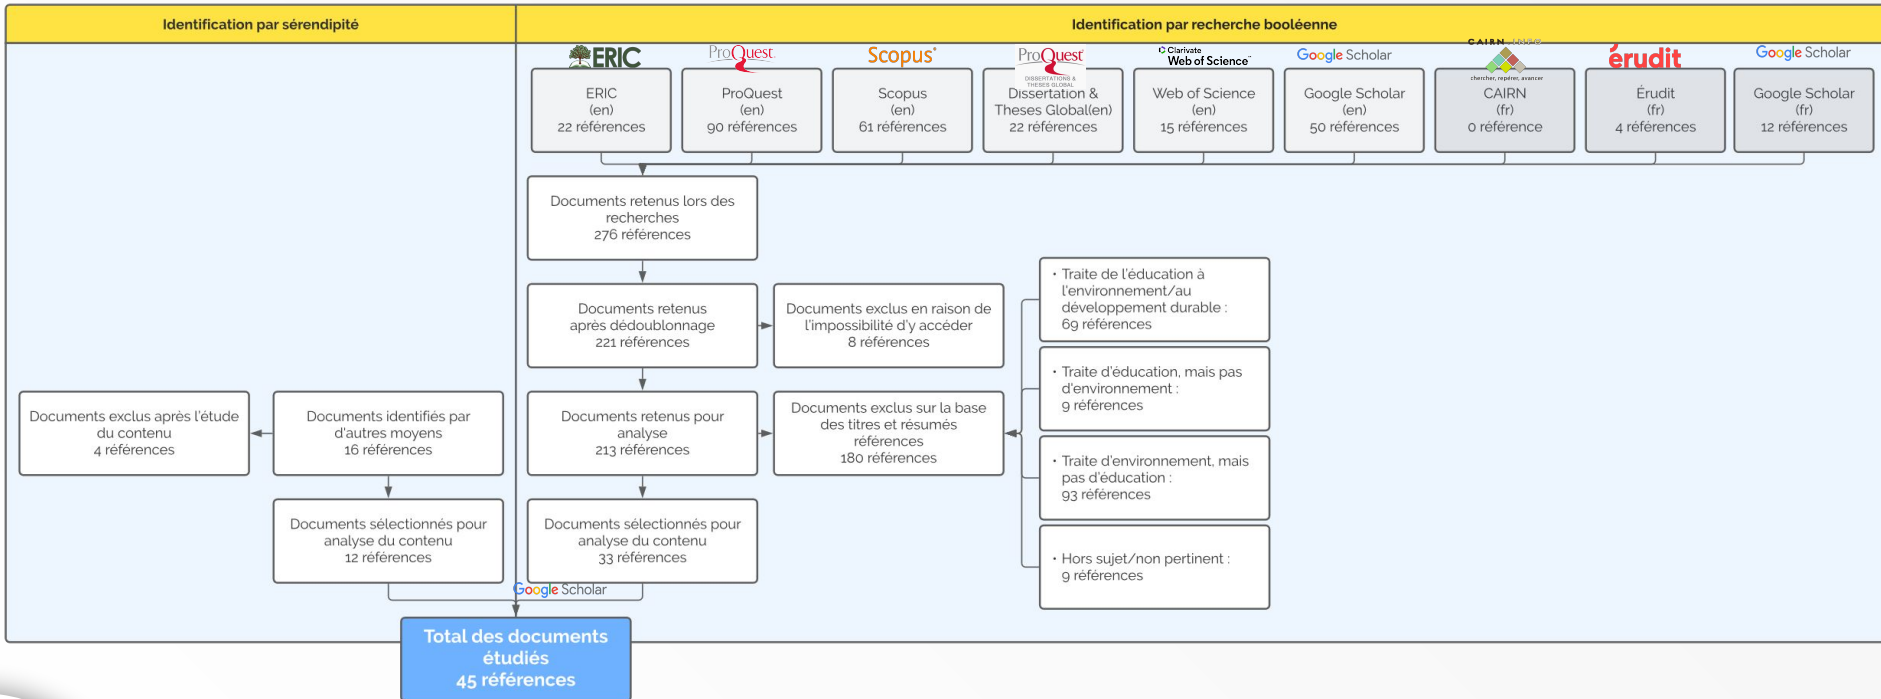 Identification par sérendipité
Identification par recherche booléenne
ERIC
ProQuest
Scopus
ProQuest
DISSERTATIONS &
THESES GLOBAL
Clarivate
Web of Science
Google Scholar
CAIRN.INFO
chercher, repérer, avancer
érudit
Google Scholar
ERIC
(en)
22 références
ProQuest
(en)
90 références
Scopus
(en)
61 références
Dissertation &
Theses Global(en)
22 références
Web of Science
(en)
15 références
Google Scholar
(en)
50 références
CAIRN
(fr)
0 référence
Érudit
(fr)
4 références
Google Scholar
(fr)
12 références
Documents retenus lors des
recherches
276 références
Documents retenus
après dédoublonnage
221 références
Documents exclus en raison de
l'impossibilité d'y accéder
8 références
• Traite de l'éducation à
l'environnement/au
développement durable :
69 références
• Traite d'éducation, mais pas
d'environnement :
9 références
Documents exclus après l'étude
du contenu
4 références
Documents identifiés par
d'autres moyens
16 références
Documents retenus pour
analyse
213 références
Documents exclus sur la base
des titres et résumés
références
180 références
• Traite d'environnement, mais
pas d'éducation :
93 références
Documents sélectionnés pour
analyse du contenu
12 références
Documents sélectionnés pour
analyse du contenu
33 références
• Hors sujet/non pertinent :
9 références
Google Scholar
Total des documents
étudiés
45 références